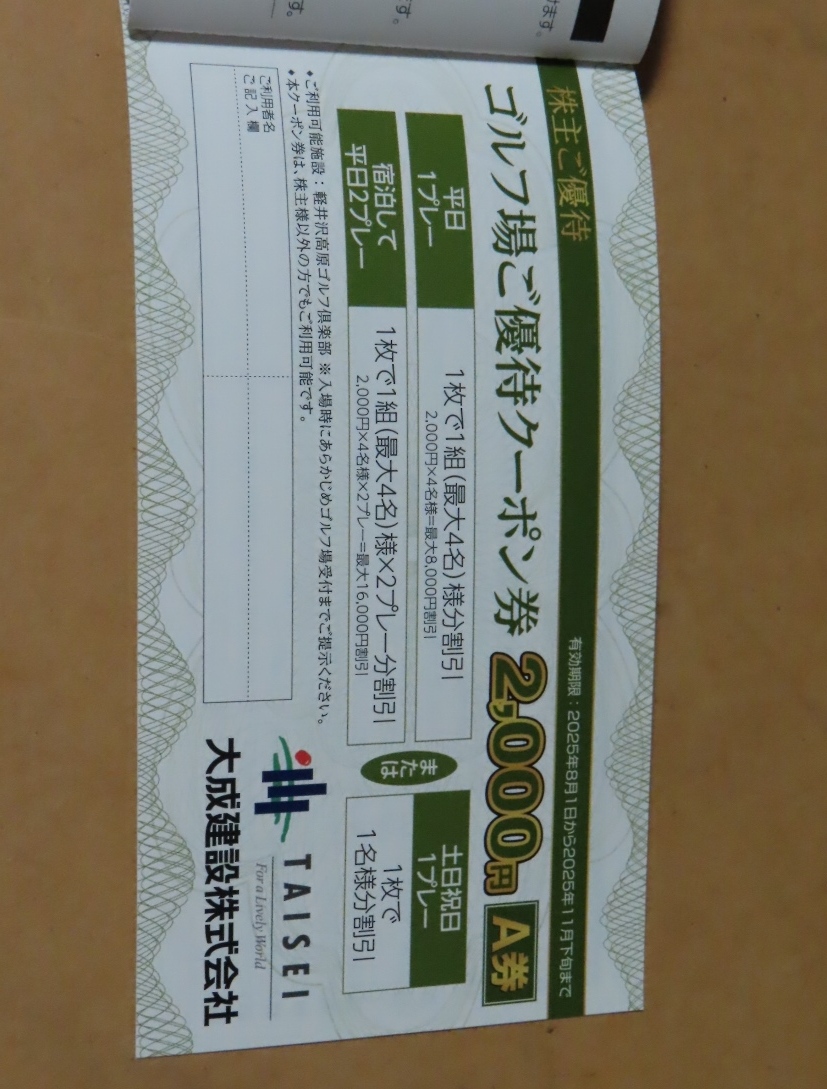 けます。
です。
す。
株主ご優待
有効期限：2025年8月1日から2025年11月下旬まで
ゴルフ場ご優待クーポン券 2,000円 A券
平日
1プレー
1枚で1組(最大4名)様分割引
2,000円×4名様=最大8,000円割引
宿泊して
平日2プレー
1枚で1組(最大4名)様×2プレー分割引
2,000円×4名様×2プレー=最大16,000円割引
または
土日祝日
1プレー
1枚で
1名様分割引
◆ご利用可能施設：軽井沢高原ゴルフ倶楽部 ※入場時にあらかじめゴルフ場受付までご提示ください。
◆本クーポン券は、株主様以外の方でもご利用可能です。
ご利用者名
ご記入欄
TAISEI
For a Lively World
大成建設株式会社